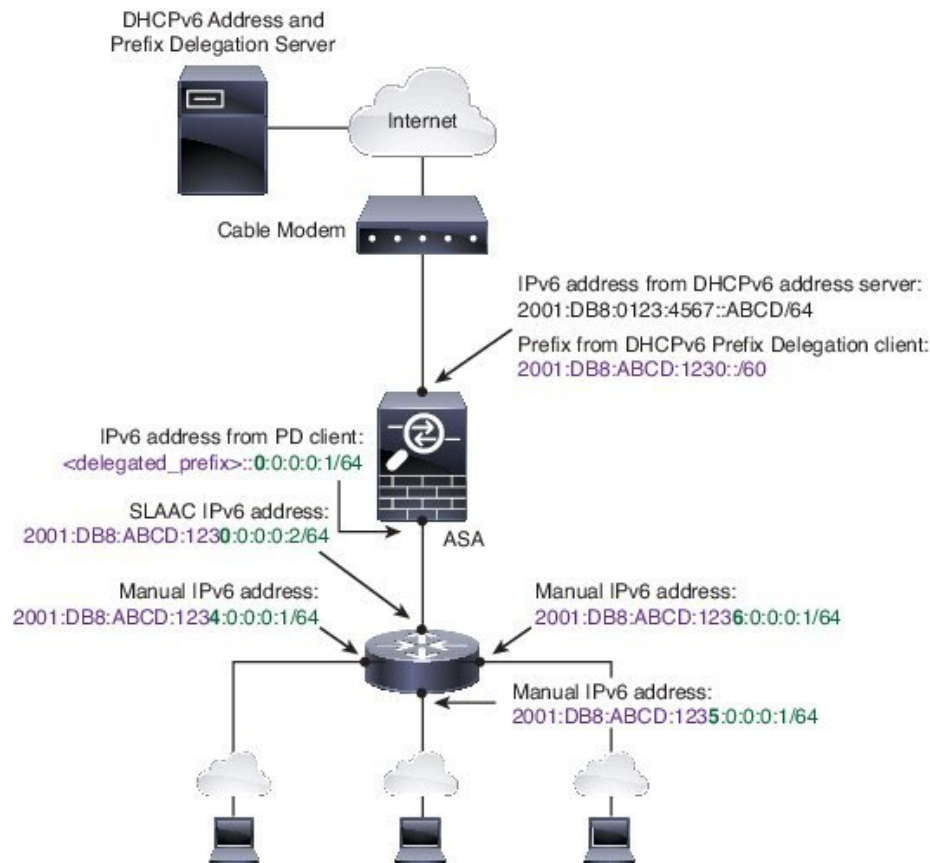 DHCPv6 Address and
Prefix Delegation Server
Internet
Cable Modem
IPv6 address from DHCPv6 address server:
2001:DB8:0123:4567::ABCD/64
Prefix from DHCPv6 Prefix Delegation client:
2001:DB8:ABCD:1230::/60
IPv6 address from PD client:
<delegated_prefix>::0:0:0:0:1/64
SLAAC IPv6 address:
2001:DB8:ABCD:1230:0:0:0:2/64
ASA
Manual IPv6 address:
2001:DB8:ABCD:1234:0:0:0:1/64
Manual IPv6 address:
2001:DB8:ABCD:1236:0:0:0:1/64
Manual IPv6 address:
2001:DB8:ABCD:1235:0:0:0:1/64